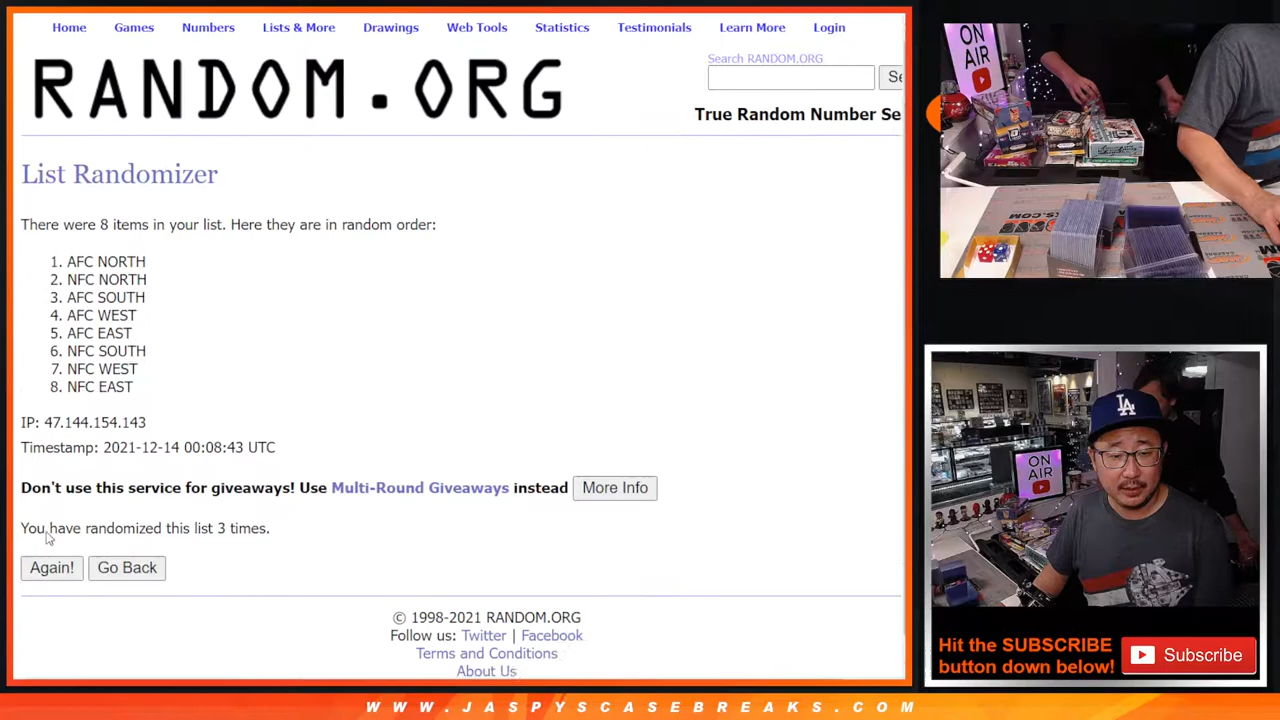 Home Games Numbers Lists & More Drawings Web Tools Statistics Testimonials Learn More Login
RANDOM.ORG
Search RANDOM.ORG
Se
True Random Number Se
List Randomizer
There were 8 items in your list. Here they are in random order:
1. AFC NORTH
2. NFC NORTH
3. AFC SOUTH
4. AFC WEST
5. AFC EAST
6. NFC SOUTH
7. NFC WEST
8. NFC EAST
IP: 47.144.154.143
Timestamp: 2021-12-14 00:08:43 UTC
Don't use this service for giveaways! Use Multi-Round Giveaways instead More Info
You have randomized this list 3 times.
Again! Go Back
© 1998-2021 RANDOM.ORG
Follow us: Twitter | Facebook
Terms and Conditions
About Us
ON
AIR
ON
AIR
LA
Hit the SUBSCRIBE
button down below!
Subscribe
WWW.JASPYSCASEBREAKS.COM